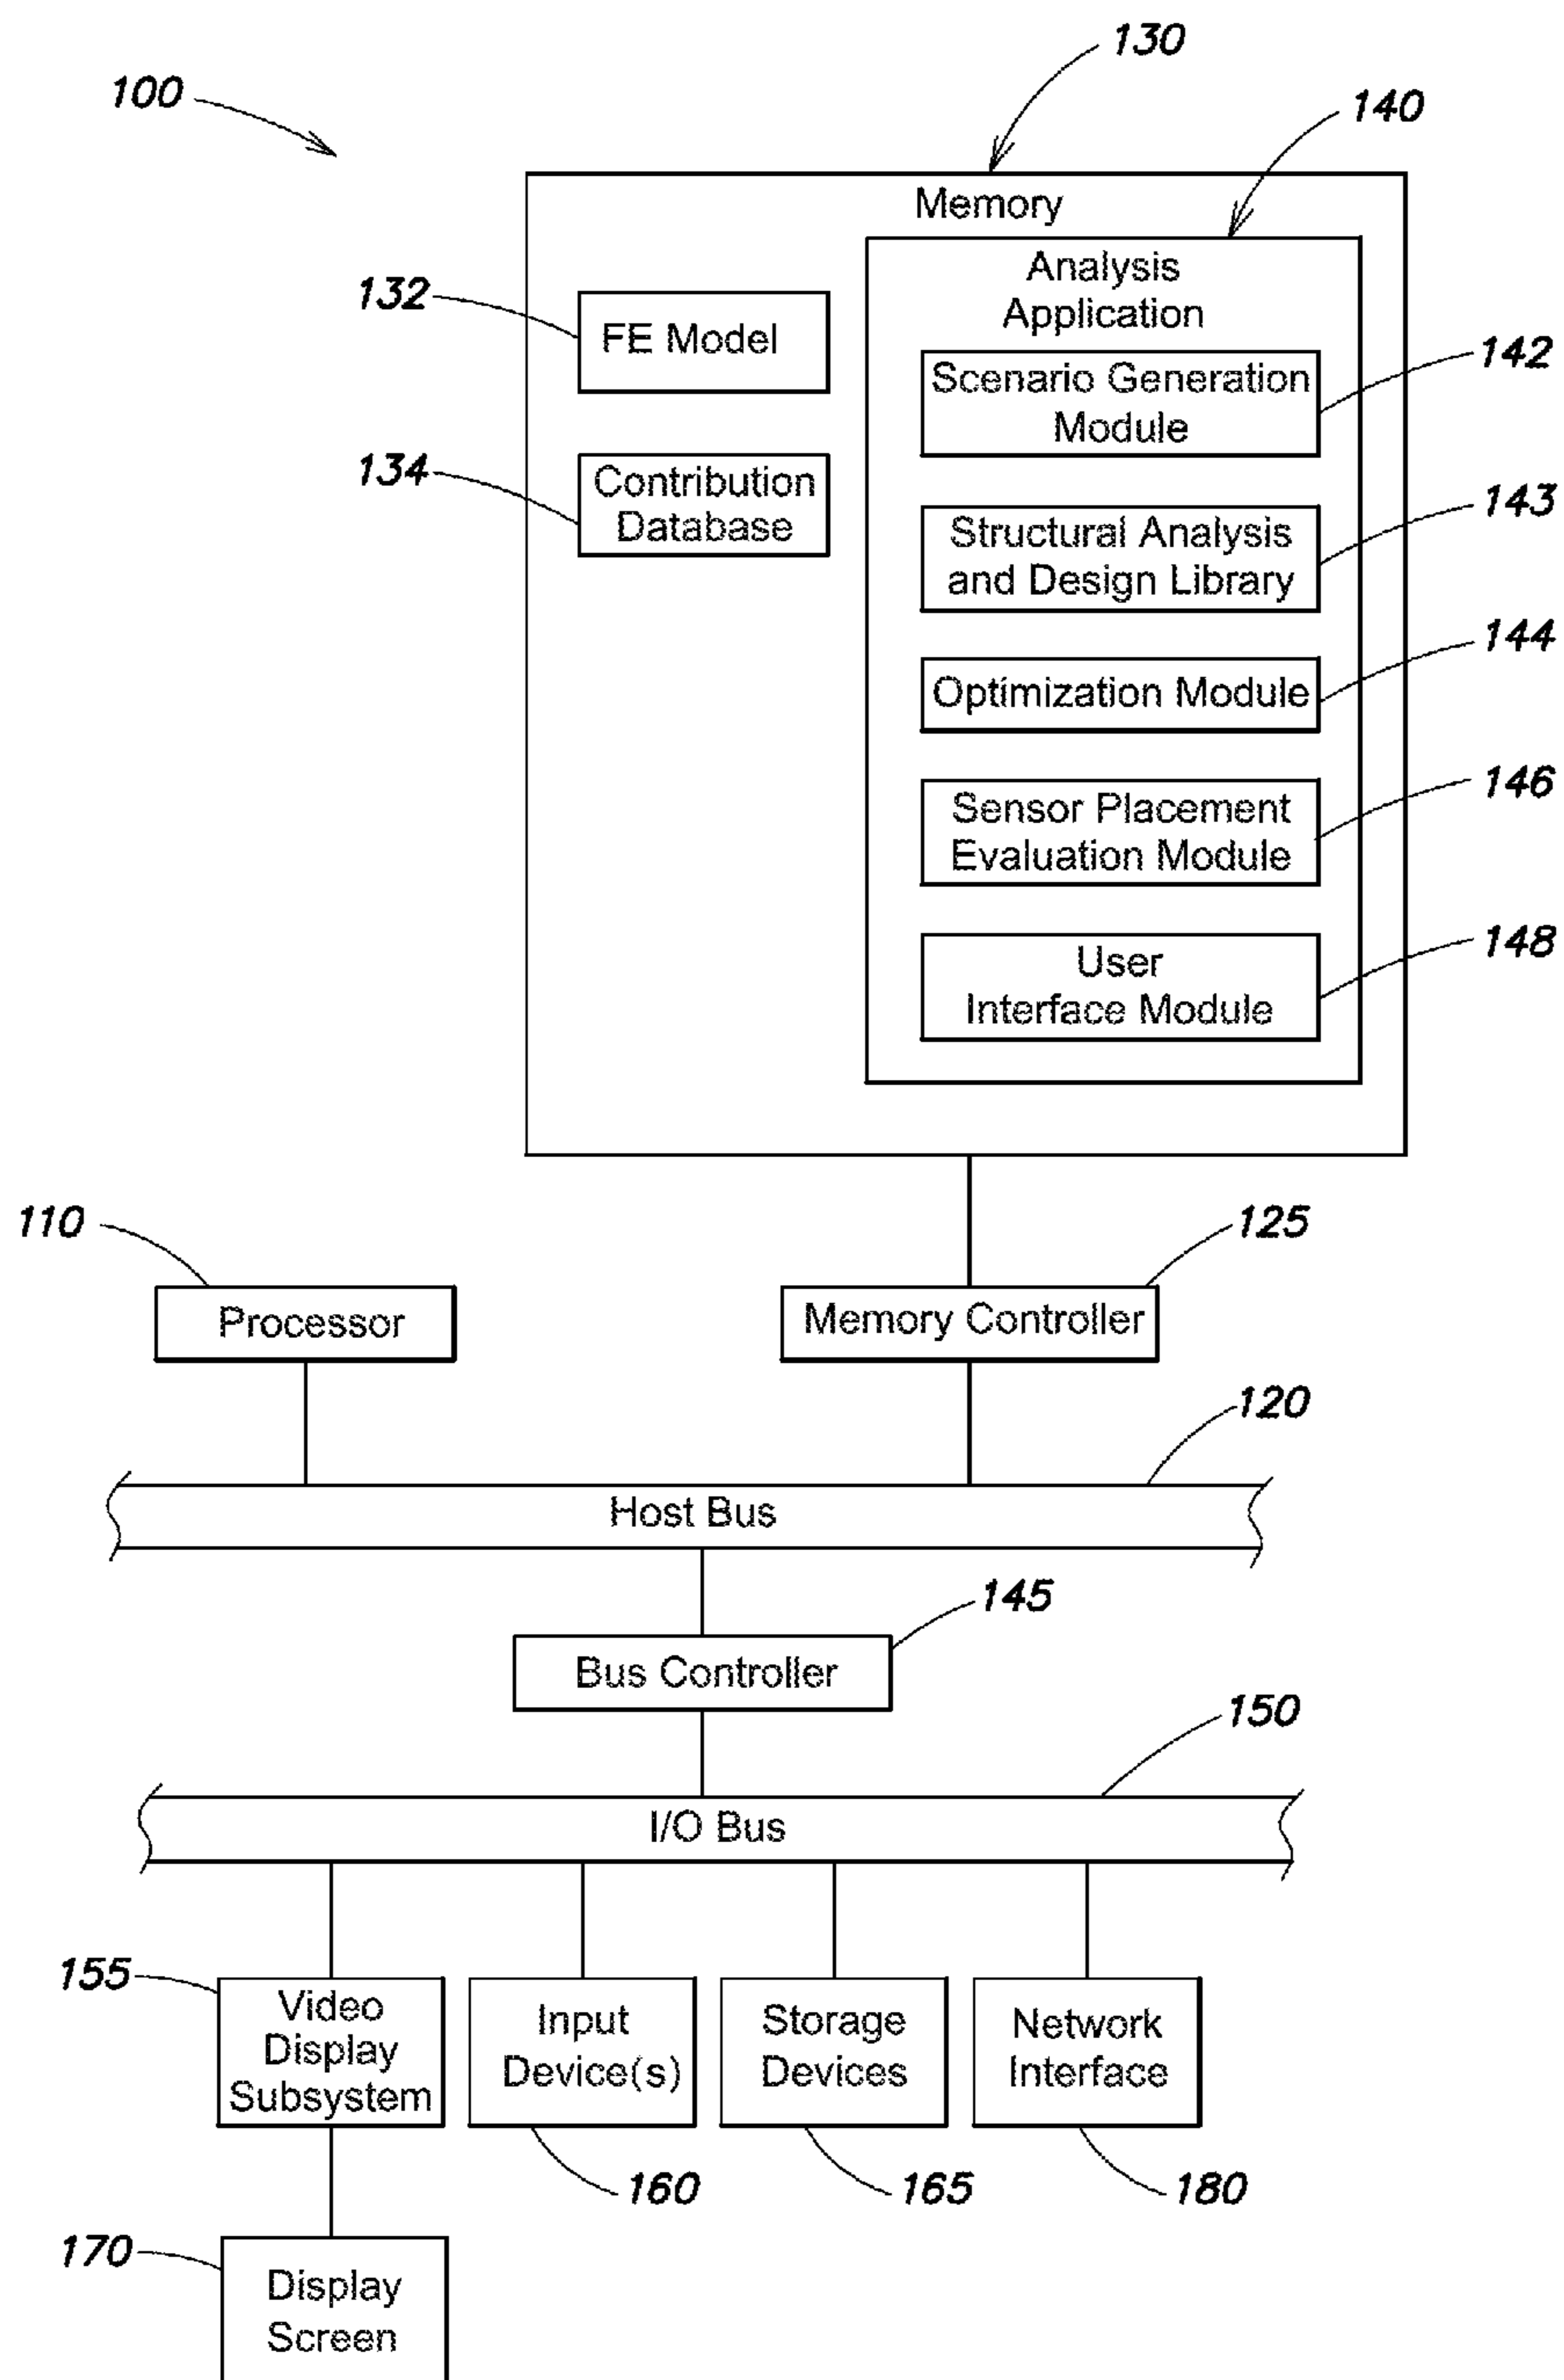 130
100
140
Memory
Analysis
Application
132
FE Model
142
Scenario Generation
Module
134
Contribution
Database
143
Structural Analysis
and Design Library
144
Optimization Module
146
Sensor Placement
Evaluation Module
148
User
Interface Module
110
125
Processor
Memory Controller
120
Host Bus
145
Bus Controller
150
I/O Bus
155
Video
Display
Subsystem
Input
Device(s)
Storage
Devices
Network
Interface
160
165
180
170
Display
Screen